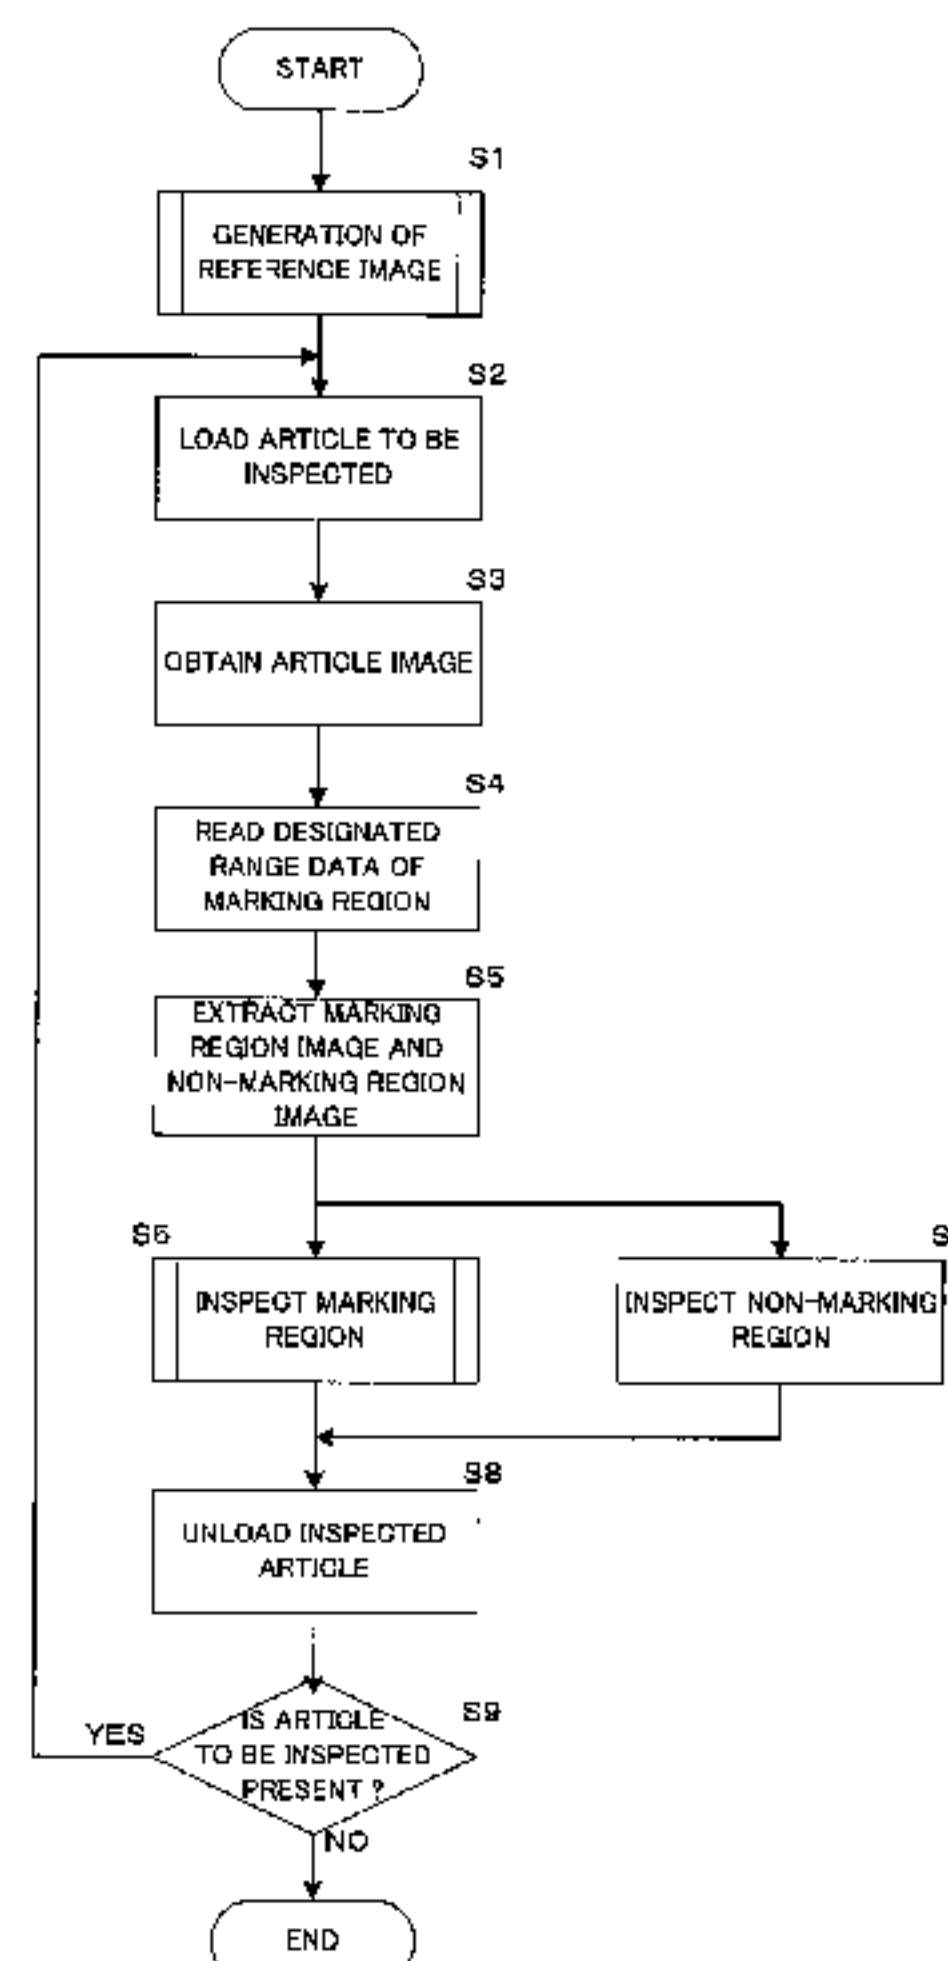 START
S1
GENERATION OF
REFERENCE IMAGE
S2
LOAD ARTICLE TO BE
INSPECTED
S3
OBTAIN ARTICLE IMAGE
S4
READ DESIGNATED
RANGE DATA OF
MARKING REGION
S5
EXTRACT MARKING
REGION IMAGE AND
NON-MARKING REGION
IMAGE
S6
INSPECT MARKING
REGION
S
INSPECT NON-MARKING
REGION
S8
UNLOAD INSPECTED
ARTICLE
S9
IS ARTICLE
TO BE INSPECTED
PRESENT ?
YES
NO
END